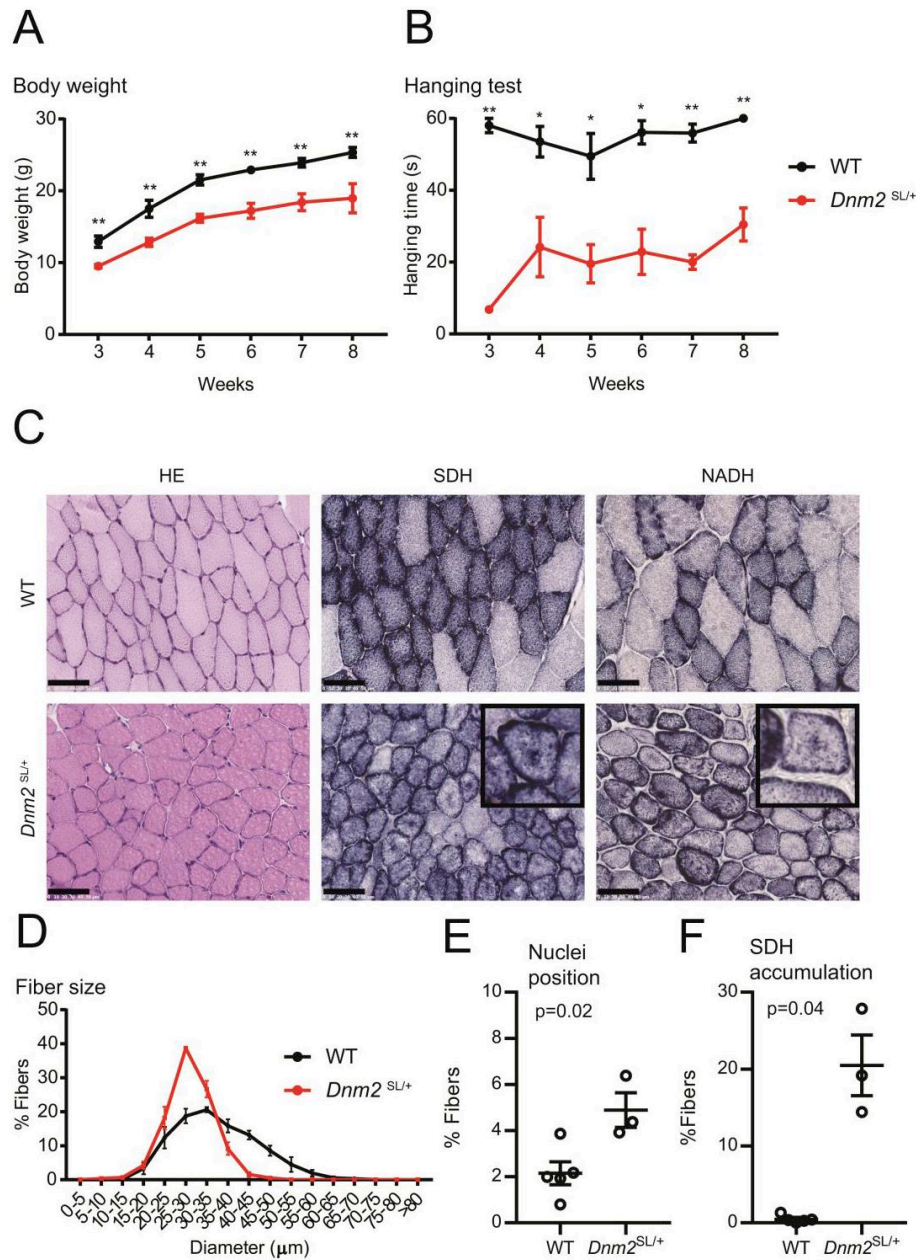 A
Body weight
30
20
10
0
Body weight (g)
** ** ** ** ** **
3 4 5 6 7 8
Weeks
B
Hanging test
60
40
20
0
Hanging time (s)
** * * * ** **
3 4 5 6 7 8
Weeks
WT
Dnm2 SL/+
C
HE SDH NADH
WT
Dnm2 SL/+
D
Fiber size
50
40
30
20
10
0
% Fibers
WT
Dnm2 SL/+
0-5 5-10 10-15 15-20 20-25 25-30 30-35 35-40 40-45 45-50 50-55 55-60 60-65 65-70 70-75 75-80 >80
Diameter (μm)
E
Nuclei
position
p=0.02
10
8
6
4
2
0
% Fibers
WT Dnm2SL/+
F
SDH
accumulation
p=0.04
30
20
10
0
%Fibers
WT Dnm2SL/+